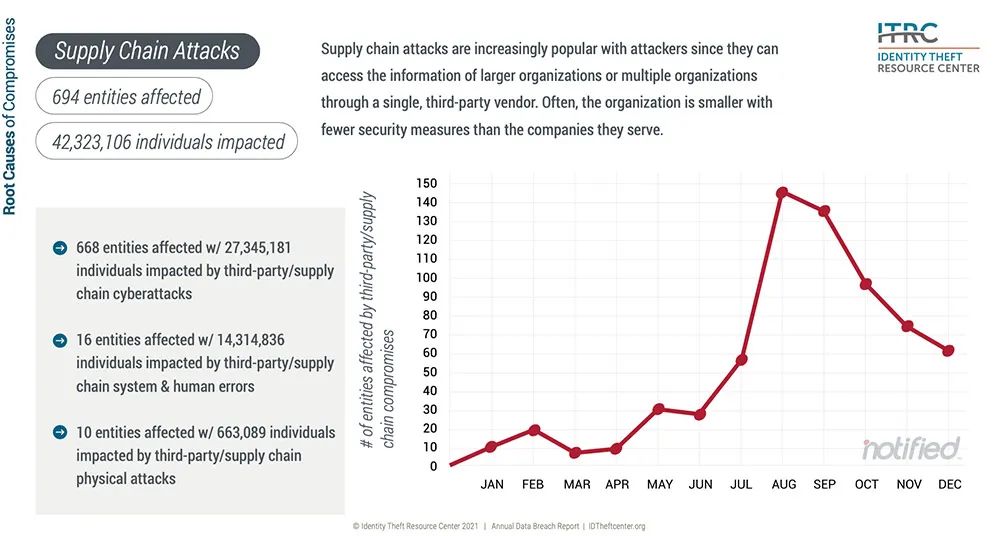 Root Causes of Compromises
Supply Chain Attacks
694 entities affected
42,323,106 individuals impacted
Supply chain attacks are increasingly popular with attackers since they can
access the information of larger organizations or multiple organizations
through a single, third-party vendor. Often, the organization is smaller with
fewer security measures than the companies they serve.
ITRC
IDENTITY THEFT
RESOURCE CENTER
668 entities affected w/ 27,345,181
individuals impacted by third-party/supply
chain cyberattacks
16 entities affected w/ 14,314,836
individuals impacted by third-party/supply
chain system & human errors
10 entities affected w/ 663,089 individuals
impacted by third-party/supply chain
physical attacks
# of entities affected by third-party/supply
chain compromises
150
140
130
120
110
100
90
80
70
60
50
40
30
20
10
0
JAN FEB MAR APR MAY JUN JUL AUG SEP OCT NOV DEC
notified
© Identity Theft Resource Center 2021 | Annual Data Breach Report | IDTheftcenter.org